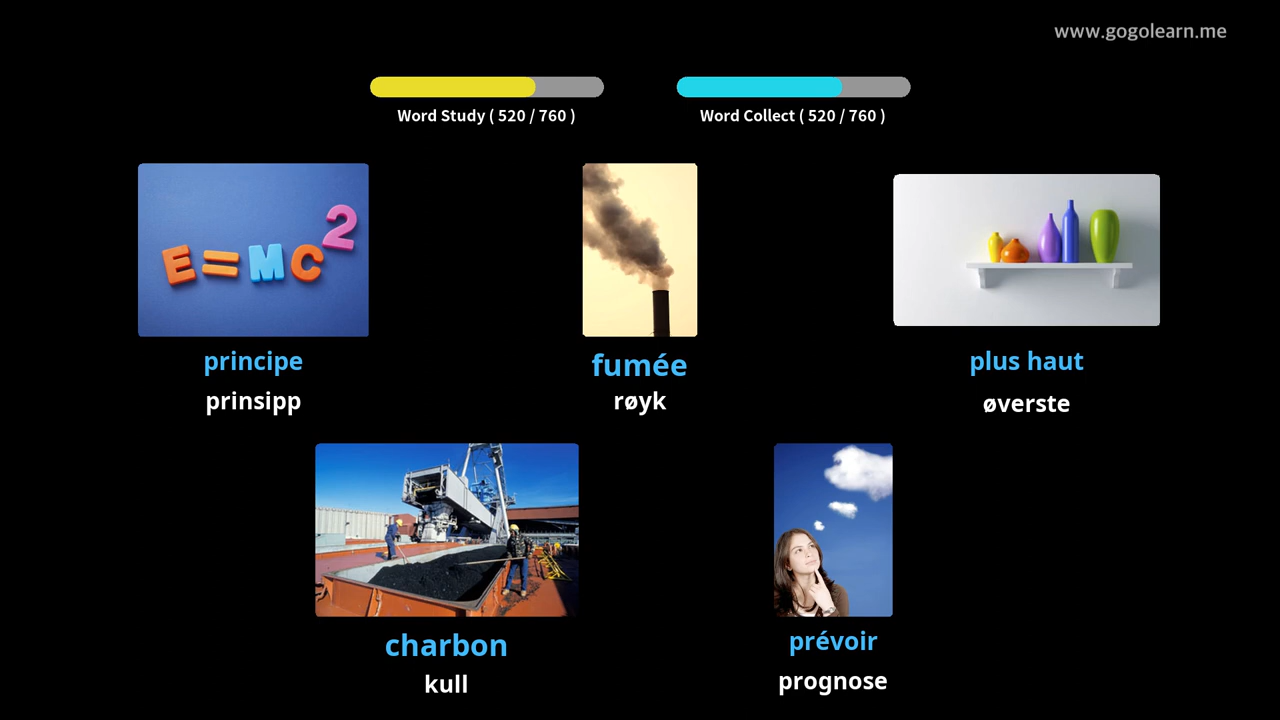 www.gogolearn.me
Word Study ( 520 / 760 )
Word Collect ( 520 / 760 )
E=MC2
principe
prinsipp
fumée
røyk
plus haut
øverste
charbon
kull
prévoir
prognose